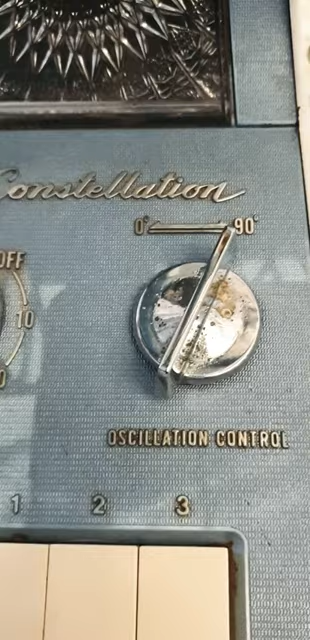 Constellation
0° 90°
OFF
10
OSCILLATION CONTROL
1 2 3